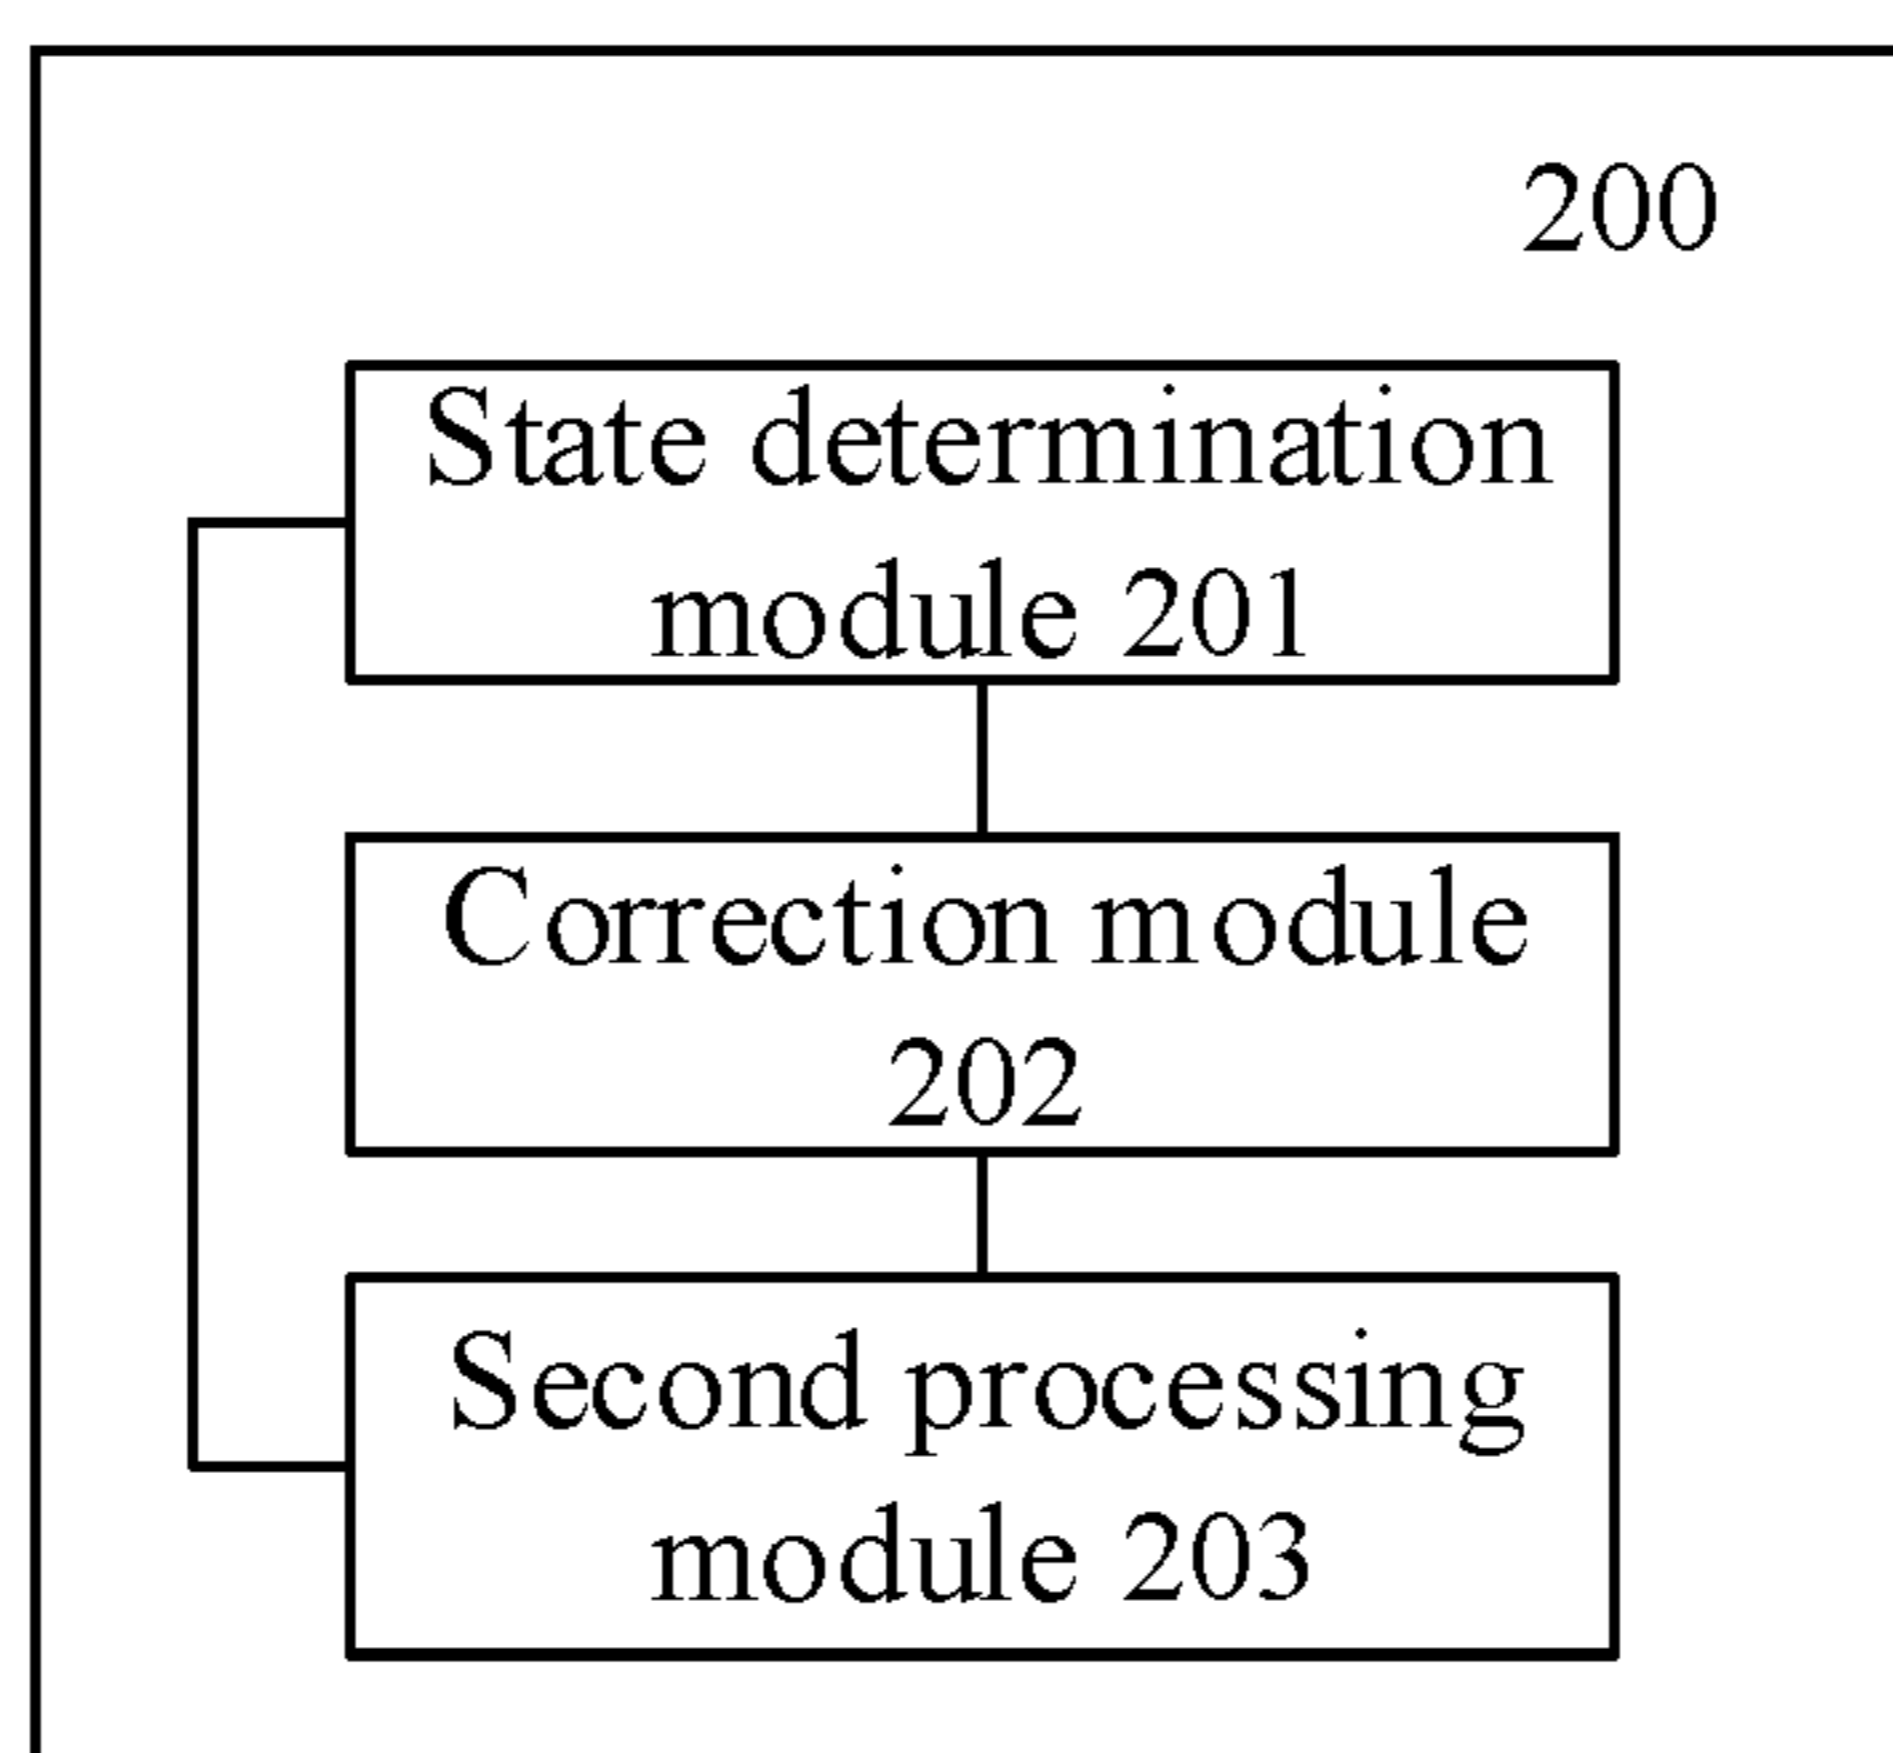 200
State determination
module 201
Correction module
202
Second processing
module 203